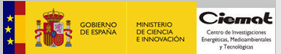 GOBIERNO
DE ESPAÑA
MINISTERIO
DE CIENCIA
E INNOVACIÓN
Ciemat
Centro de Investigaciones
Energéticas, Medioambientales
y Tecnológicas